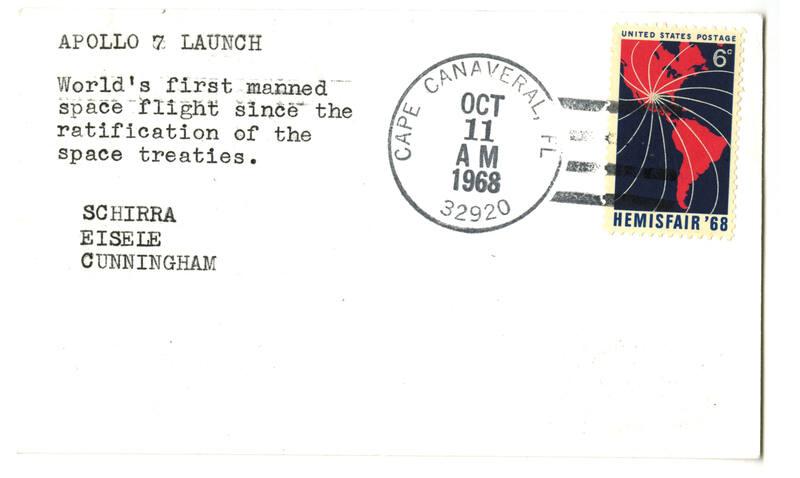 APOLLO 7 LAUNCH
World's first manned
space flight since the
ratification of the
space treaties.
SCHIRRA
EISELE
CUNNINGHAM
CAPE CANAVERAL, FL
OCT
11
AM
1968
32920
UNITED STATES POSTAGE
6c
HEMISFAIR '68